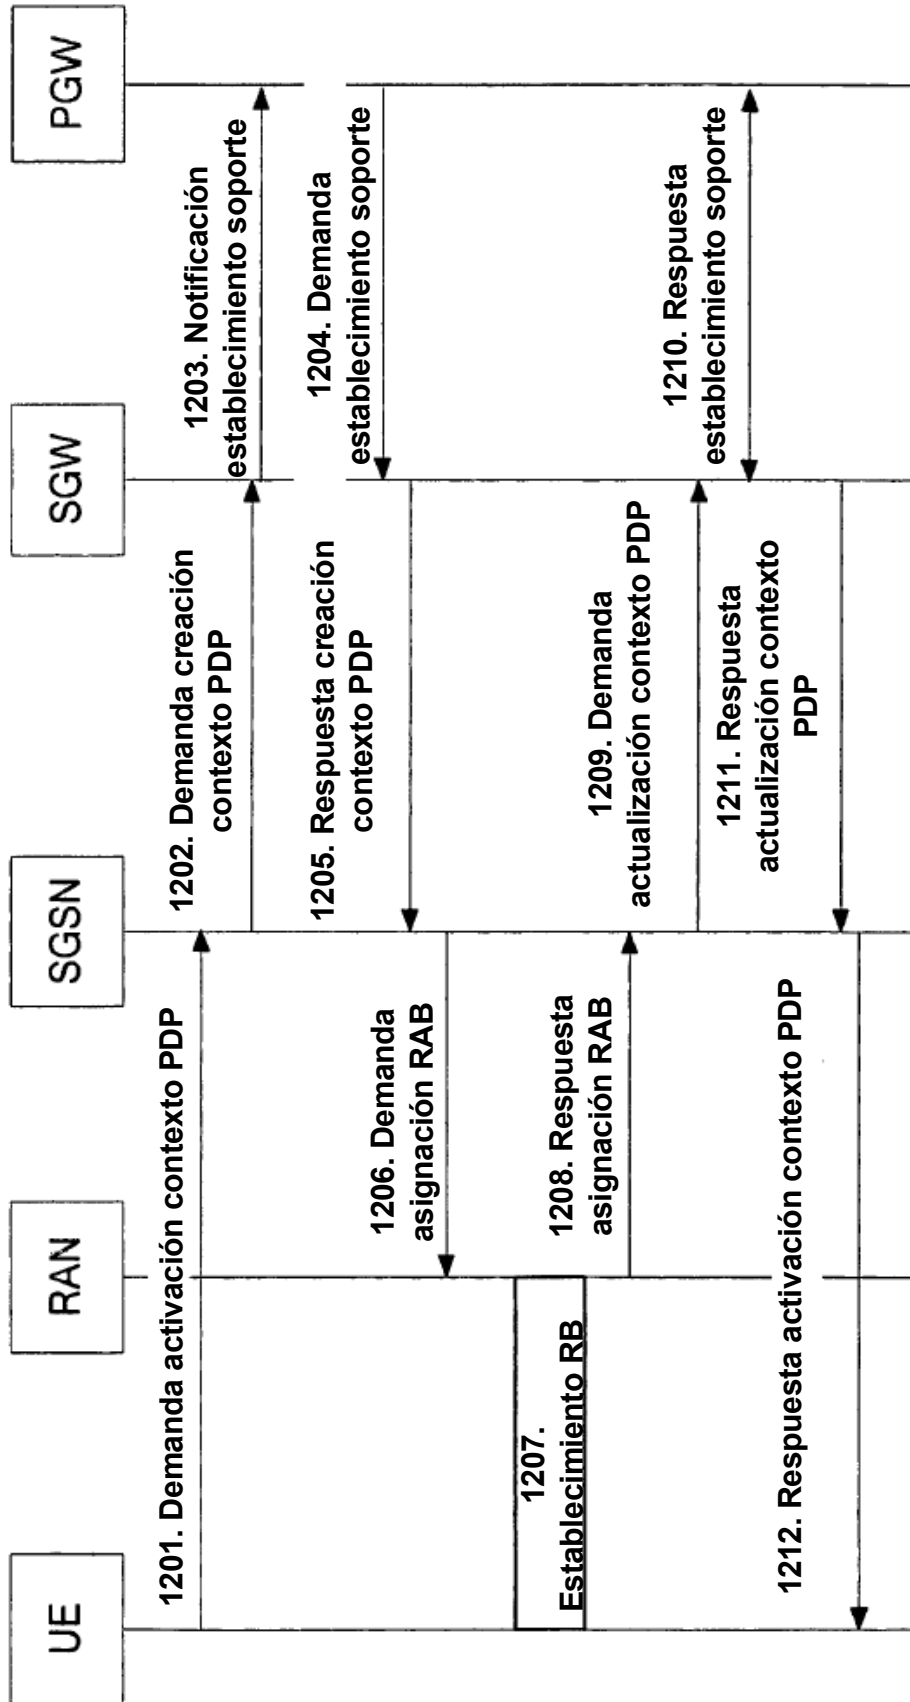 UE
RAN
SGSN
SGW
PGW
1201. Demanda activación contexto PDP
1202. Demanda creación
contexto PDP
1203. Notificación
establecimiento soporte
1204. Demanda
establecimiento soporte
1205. Respuesta creación
contexto PDP
1206. Demanda
asignación RAB
1207.
Establecimiento RB
1208. Respuesta
asignación RAB
1209. Demanda
actualización contexto PDP
1210. Respuesta
establecimiento soporte
1211. Respuesta
actualización contexto
PDP
1212. Respuesta activación contexto PDP